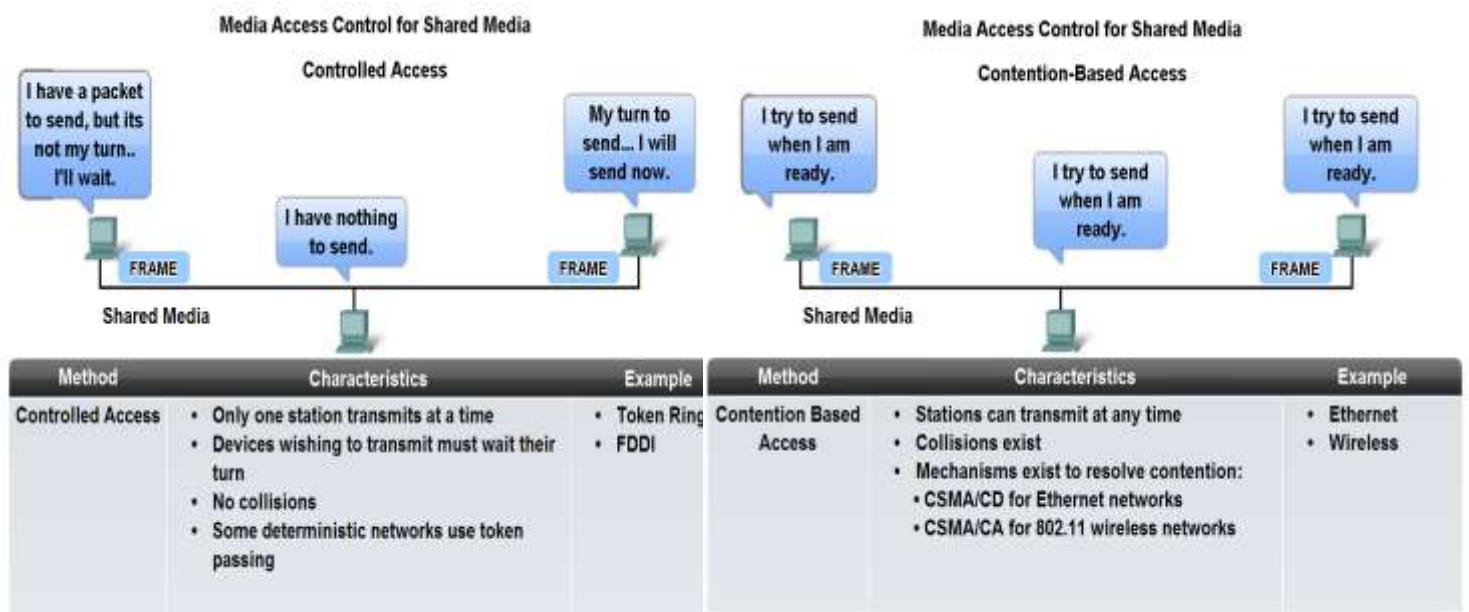 Media Access Control for Shared Media
Controlled Access
I have a packet
to send, but its
not my turn..
I'll wait.
I have nothing
to send.
My turn to
send... I will
send now.
FRAME
FRAME
Shared Media
Method
Characteristics
Example
Controlled Access
• Only one station transmits at a time
• Devices wishing to transmit must wait their
turn
• No collisions
• Some deterministic networks use token
passing
• Token Ring
• FDDI
Media Access Control for Shared Media
Contention-Based Access
I try to send
when I am
ready.
I try to send
when I am
ready.
I try to send
when I am
ready.
FRAME
FRAME
Shared Media
Method
Characteristics
Example
Contention Based
Access
• Stations can transmit at any time
• Collisions exist
• Mechanisms exist to resolve contention:
• CSMA/CD for Ethernet networks
• CSMA/CA for 802.11 wireless networks
• Ethernet
• Wireless